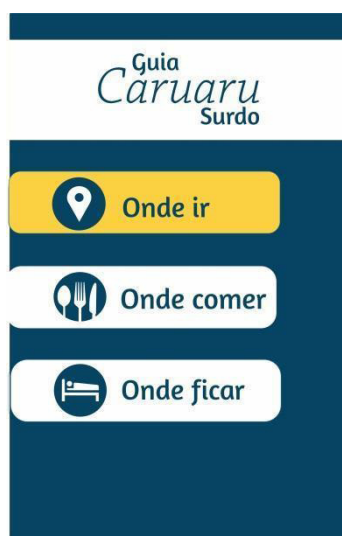 Guia
Caruaru
Surdo
Onde ir
Onde comer
Onde ficar